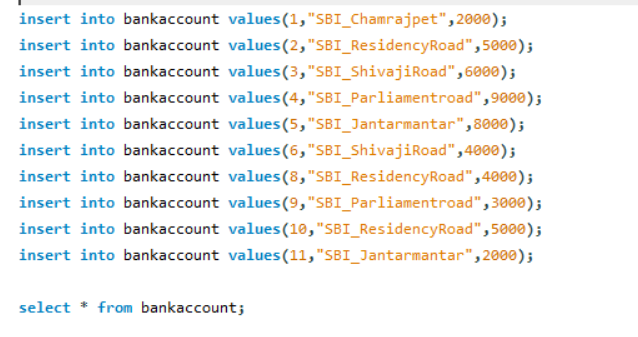 insert into bankaccount values(1,"SBI_Chamrajpet",2000);
insert into bankaccount values(2,"SBI_ResidencyRoad",5000);
insert into bankaccount values(3,"SBI_ShivajiRoad",6000);
insert into bankaccount values(4,"SBI_Parliamentroad",9000);
insert into bankaccount values(5,"SBI_Jantarmantar",8000);
insert into bankaccount values(6,"SBI_ShivajiRoad",4000);
insert into bankaccount values(8,"SBI_ResidencyRoad",4000);
insert into bankaccount values(9,"SBI_Parliamentroad",3000);
insert into bankaccount values(10,"SBI_ResidencyRoad",5000);
insert into bankaccount values(11,"SBI_Jantarmantar",2000);
select * from bankaccount;